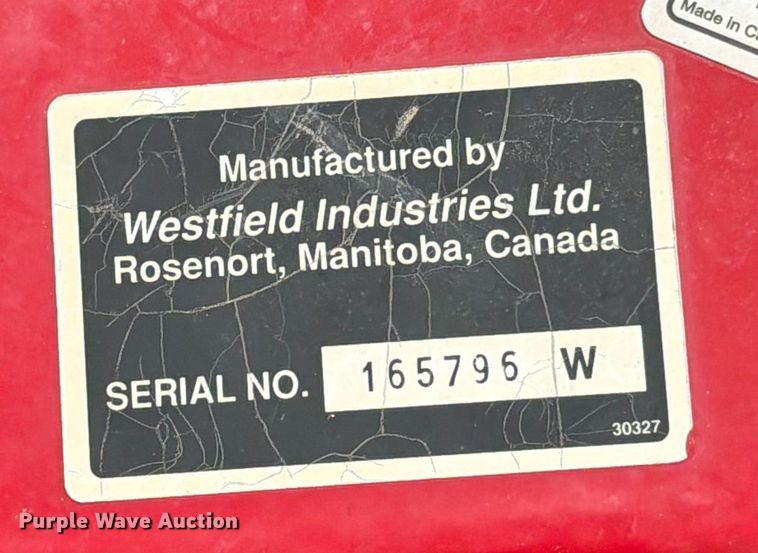 Made in
Manufactured by
Westfield Industries Ltd.
Rosenort, Manitoba, Canada
SERIAL NO. 165796 W
30327
Purple Wave Auction